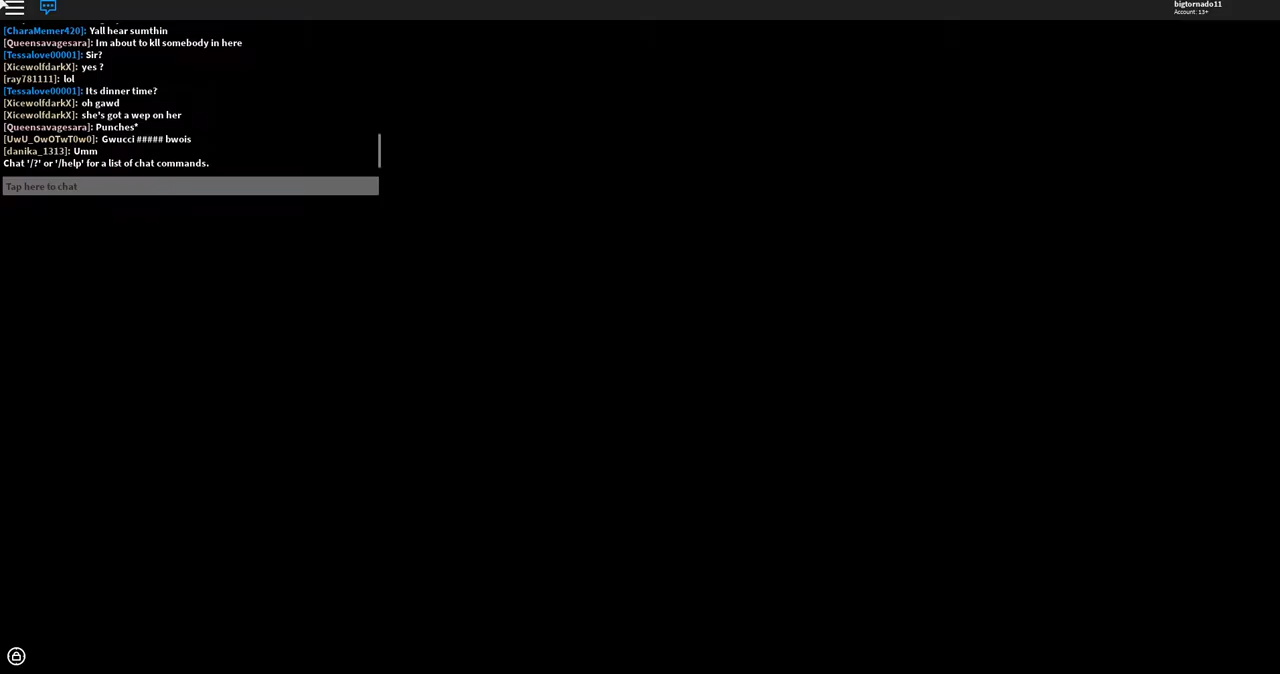 bigtornado11
Account: 13+
[CharaMemer420]: Yall hear sumthin
[Queensavagesara]: Im about to kll somebody in here
[Tessalove00001]: Sir?
[XicewolfdarkX]: yes ?
[ray781111]: lol
[Tessalove00001]: Its dinner time?
[XicewolfdarkX]: oh gawd
[XicewolfdarkX]: she's got a wep on her
[Queensavagesara]: Punches*
[UwU_OwOTwT0w0]: Gwucci ##### bwois
[danika_1313]: Umm
Chat '/?' or '/help' for a list of chat commands.
Tap here to chat